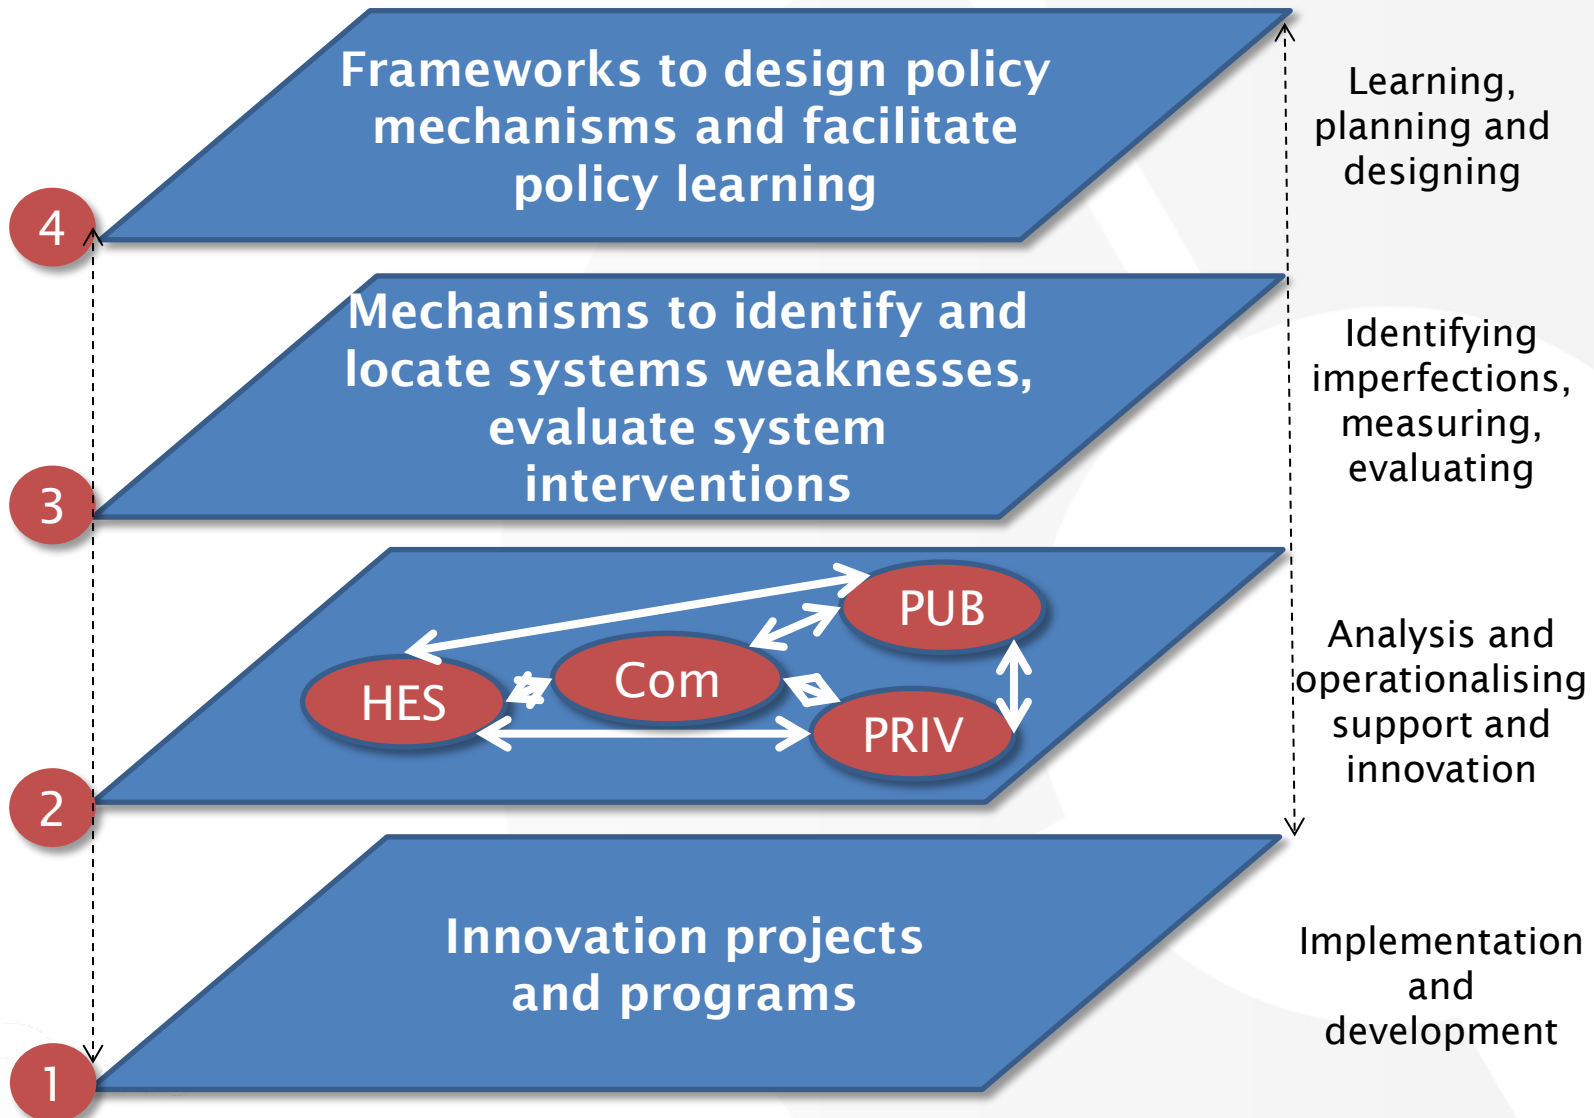 Frameworks to design policy
mechanisms and facilitate
policy learning
Learning,
planning and
designing
4
Mechanisms to identify and
locate systems weaknesses,
evaluate system
interventions
Identifying
imperfections,
measuring,
evaluating
3
PUB
Com
HES
PRIV
Analysis and
operationalising
support and
innovation
2
Innovation projects
and programs
Implementation
and
development
1